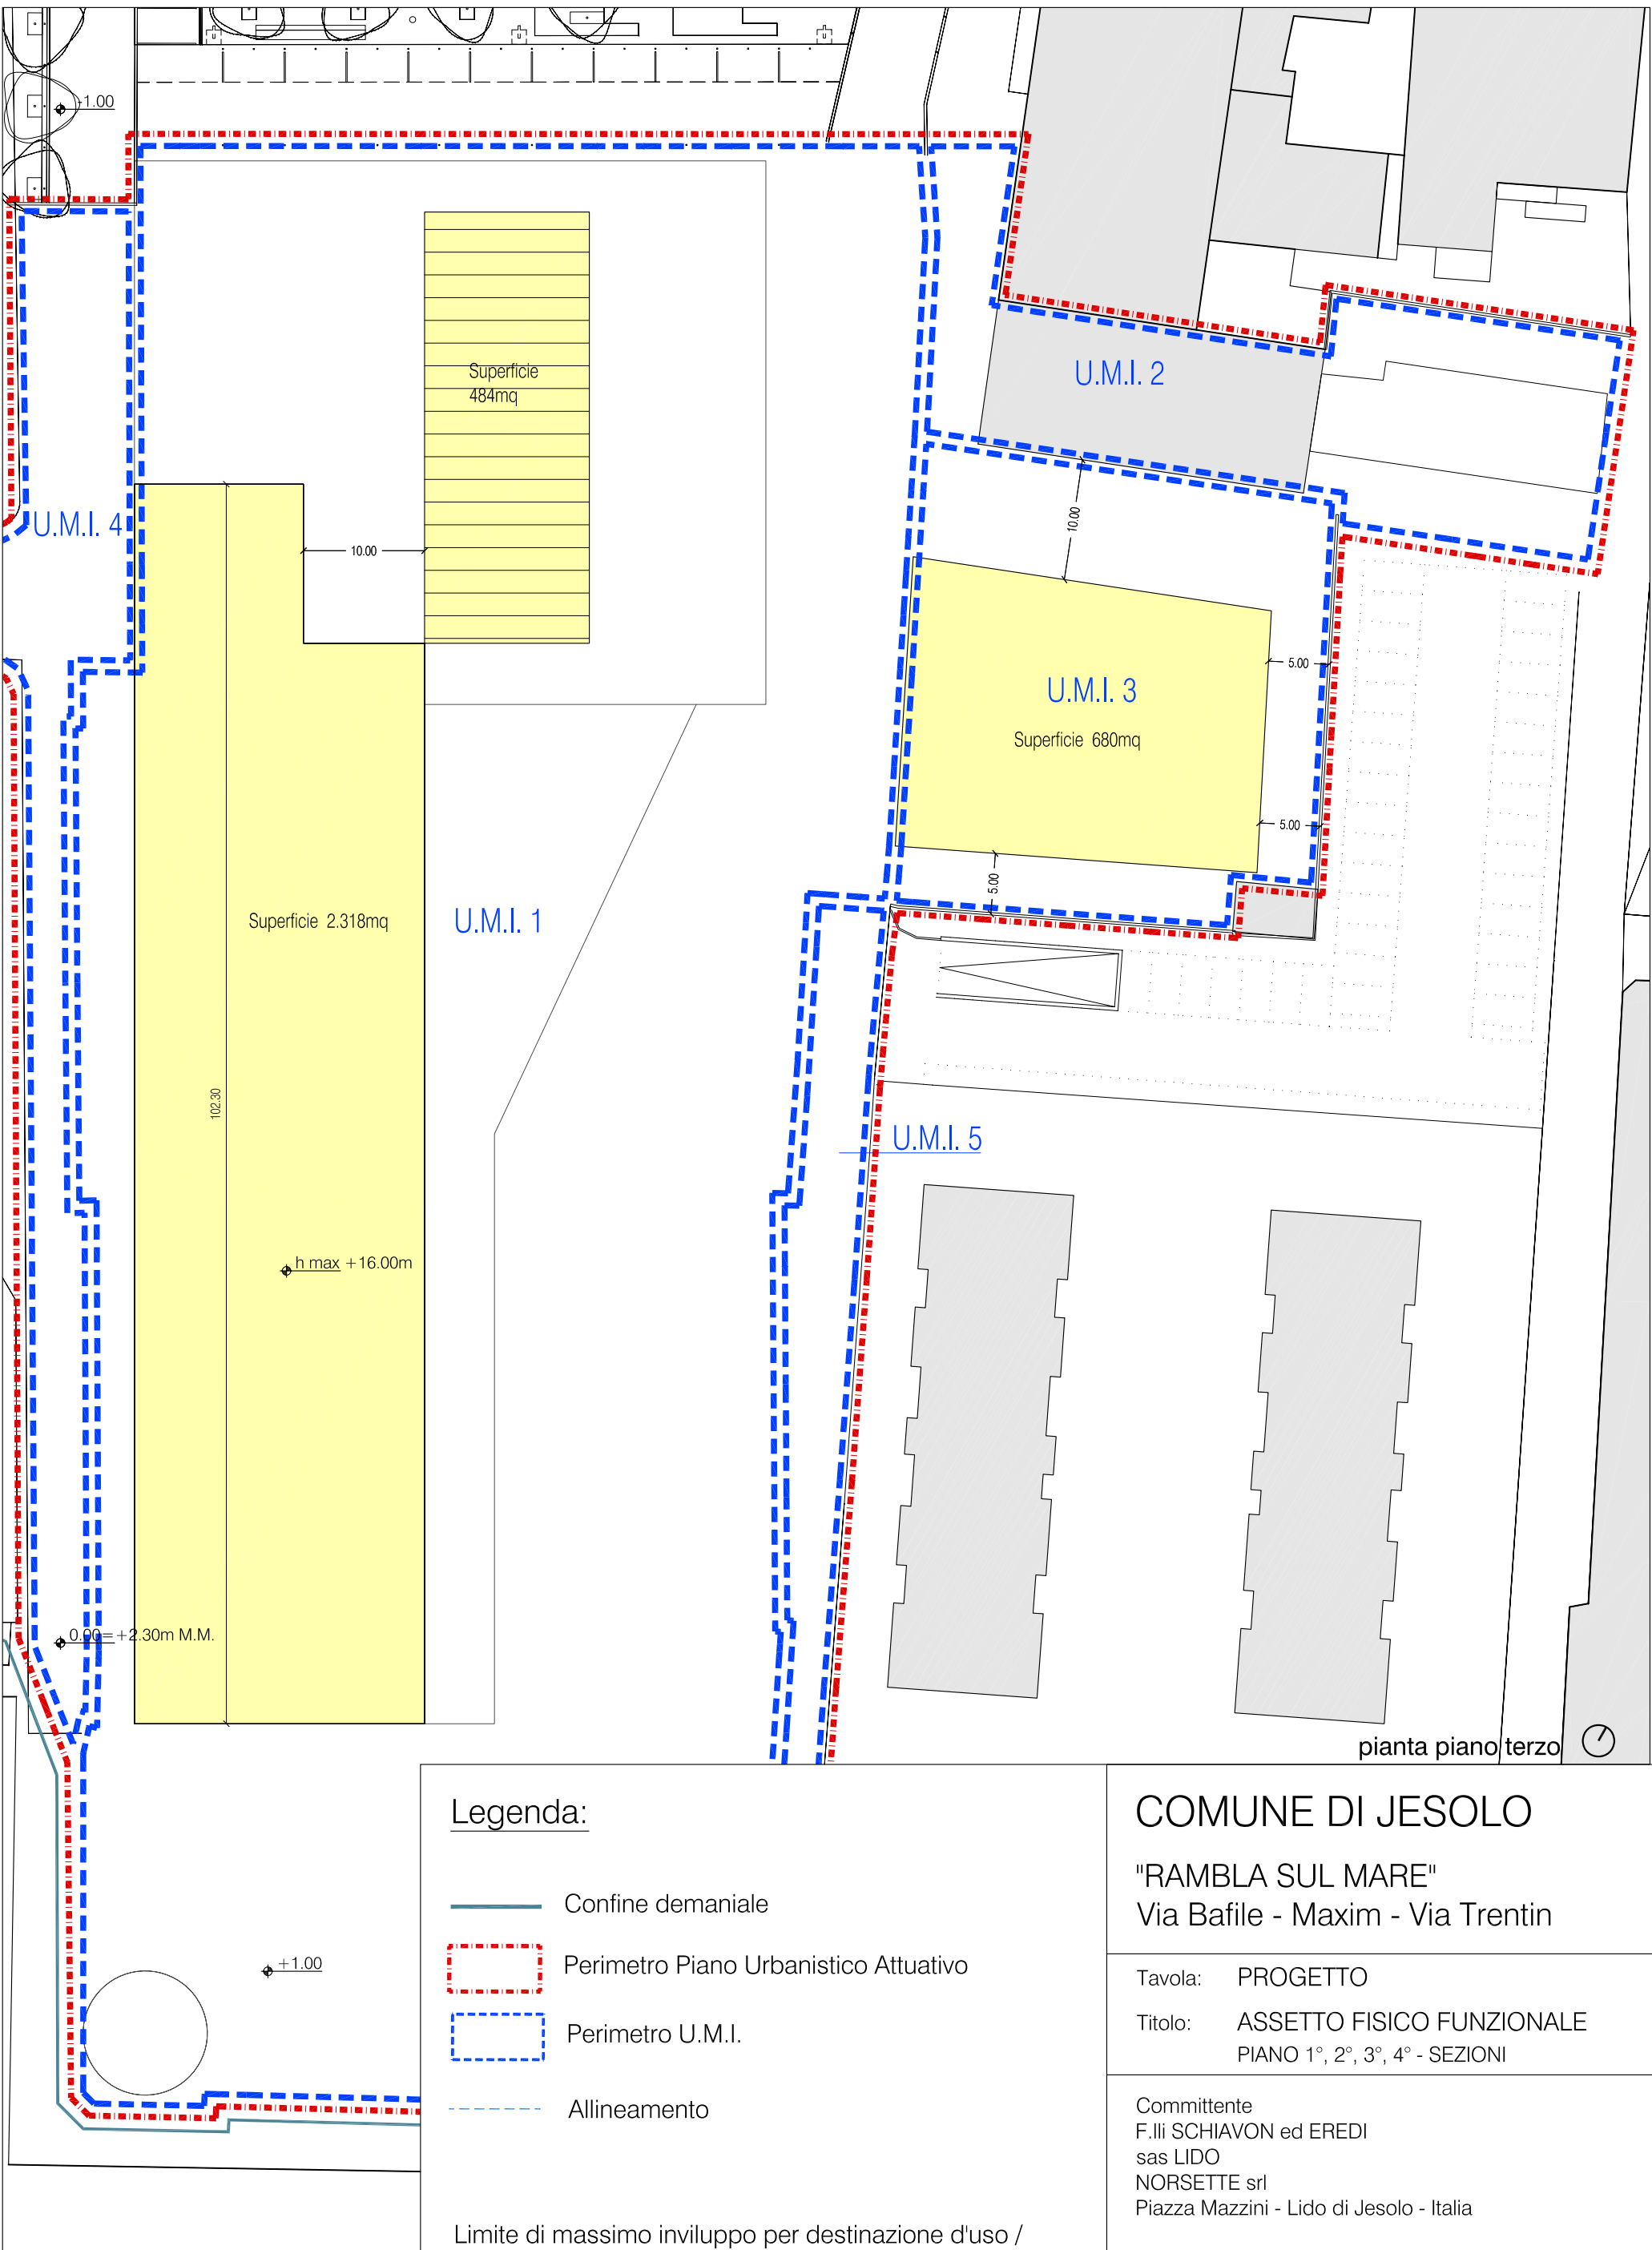 -1.00
Superficie
484mq
U.M.I. 2
U.M.I. 4
10.00
10.00
5.00
U.M.I. 3
Superficie 680mq
5.00
5.00
Superficie 2.318mq
U.M.I. 1
102.30
U.M.I. 5
h max +16.00m
0.00=+2.30m M.M.
pianta piano terzo
+1.00
Legenda:
Confine demaniale
Perimetro Piano Urbanistico Attuativo
Perimetro U.M.I.
Allineamento
Limite di massimo inviluppo per destinazione d'uso /
COMUNE DI JESOLO
"RAMBLA SUL MARE"
Via Bafile - Maxim - Via Trentin
Tavola: PROGETTO
Titolo: ASSETTO FISICO FUNZIONALE
PIANO 1°, 2°, 3°, 4° - SEZIONI
Committente
F.lli SCHIAVON ed EREDI
sas LIDO
NORSETTE srl
Piazza Mazzini - Lido di Jesolo - Italia